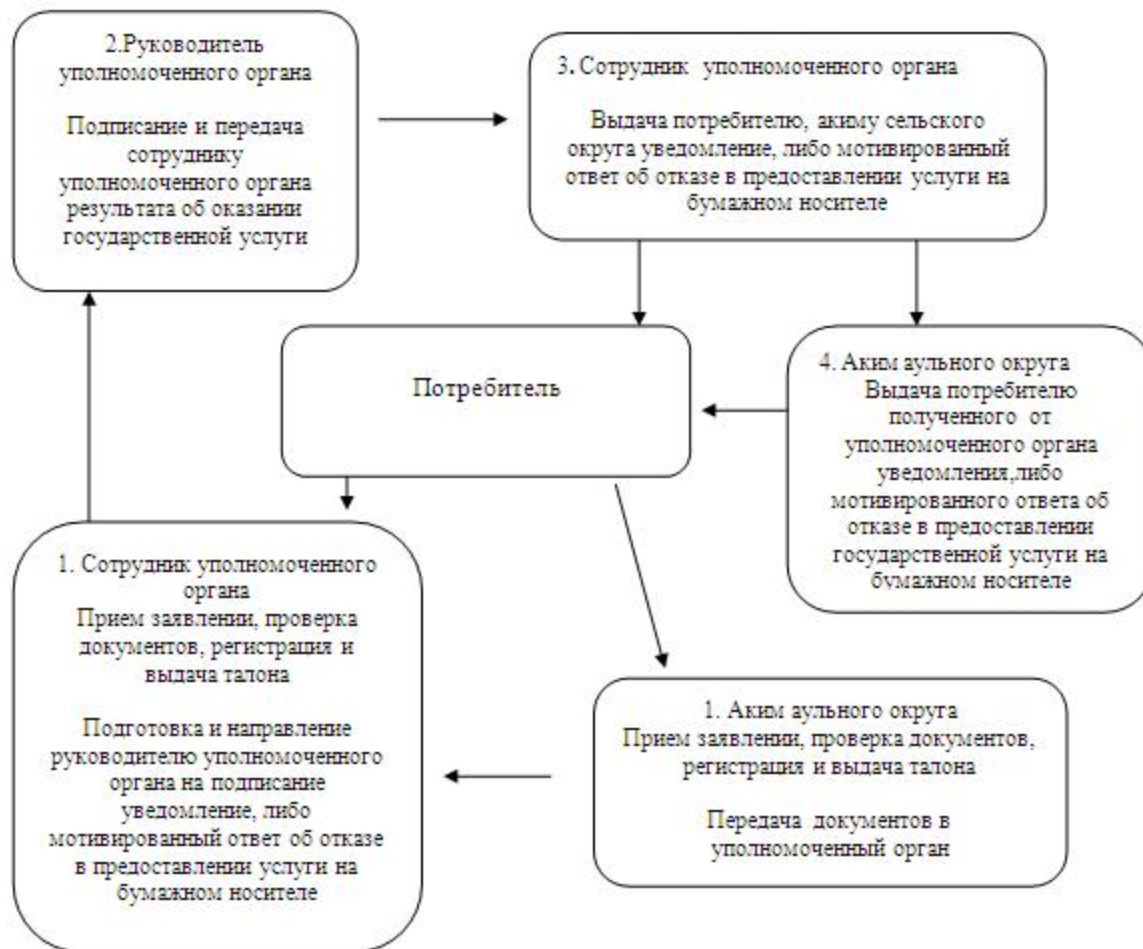 2.Руководитель
уполномоченного органа
Подписание и передача
сотруднику
уполномоченного органа
результата об оказании
государственной услуги
3. Сотрудник уполномоченного органа
Выдача потребителю, акиму сельского
округа уведомление, либо мотивированный
ответ об отказе в предоставлении услуги на
бумажном носителе
Потребитель
4. Аким аульного округа
Выдача потребителю
полученного от
уполномоченного органа
уведомления,либо
мотивированного ответа об
отказе в предоставлении
государственной услуги на
бумажном носителе
1. Сотрудник уполномоченного
органа
Прием заявлении, проверка
документов, регистрация и
выдача талона
Подготовка и направление
руководителю уполномоченного
органа на подписание
уведомление, либо
мотивированный ответ об отказе
в предоставлении услуги на
бумажном носителе
1. Аким аульного округа
Прием заявлении, проверка документов,
регистрация и выдача талона
Передача документов в
уполномоченный орган